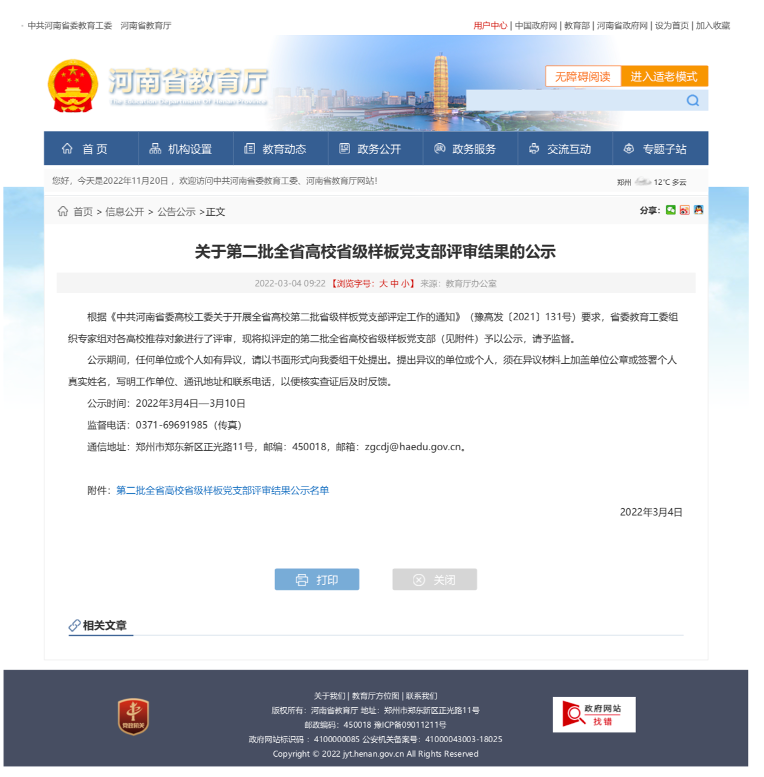 中共河南省委教育工委 河南省教育厅
用户中心 | 中国政府网 | 教育部 | 河南省政府网 | 设为首页 | 加入收藏
河南省教育厅
The Education Department Of Henan Province
无障碍阅读 进入适老模式
首 页 机构设置 教育动态 政务公开 政务服务 交流互动 专题子站
您好，今天是2022年11月20日 ，欢迎访问中共河南省委教育工委、河南省教育厅网站!
郑州 12℃ 多云
首页 > 信息公开 > 公告公示 >正文
分享:
关于第二批全省高校省级样板党支部评审结果的公示
2022-03-04 09:22 【浏览字号：大 中 小】 来源：教育厅办公室
根据《中共河南省委高校工委关于开展全省高校第二批省级样板党支部评定工作的通知》（豫高发〔2021〕131号）要求，省委教育工委组
织专家组对各高校推荐对象进行了评审，现将拟评定的第二批全省高校省级样板党支部（见附件）予以公示，请予监督。
公示期间，任何单位或个人如有异议，请以书面形式向我委组干处提出。提出异议的单位或个人，须在异议材料上加盖单位公章或签署个人
真实姓名，写明工作单位、通讯地址和联系电话，以便核实查证后及时反馈。
公示时间：2022年3月4日—3月10日
监督电话：0371-69691985（传真）
通信地址：郑州市郑东新区正光路11号，邮编：450018，邮箱：zgcdj@haedu.gov.cn。
附件：第二批全省高校省级样板党支部评审结果公示名单
2022年3月4日
打印 关闭
相关文章
关于我们 | 教育厅方位图 | 联系我们
版权所有：河南省教育厅 地址：郑州市郑东新区正光路11号
邮政编码：450018 豫ICP备09011211号
政府网站标识码 ：4100000085 公安机关备案号：41000043003-18025
Copyright © 2022 jyt.henan.gov.cn All Rights Reserved
党政机关
政府网站
找错